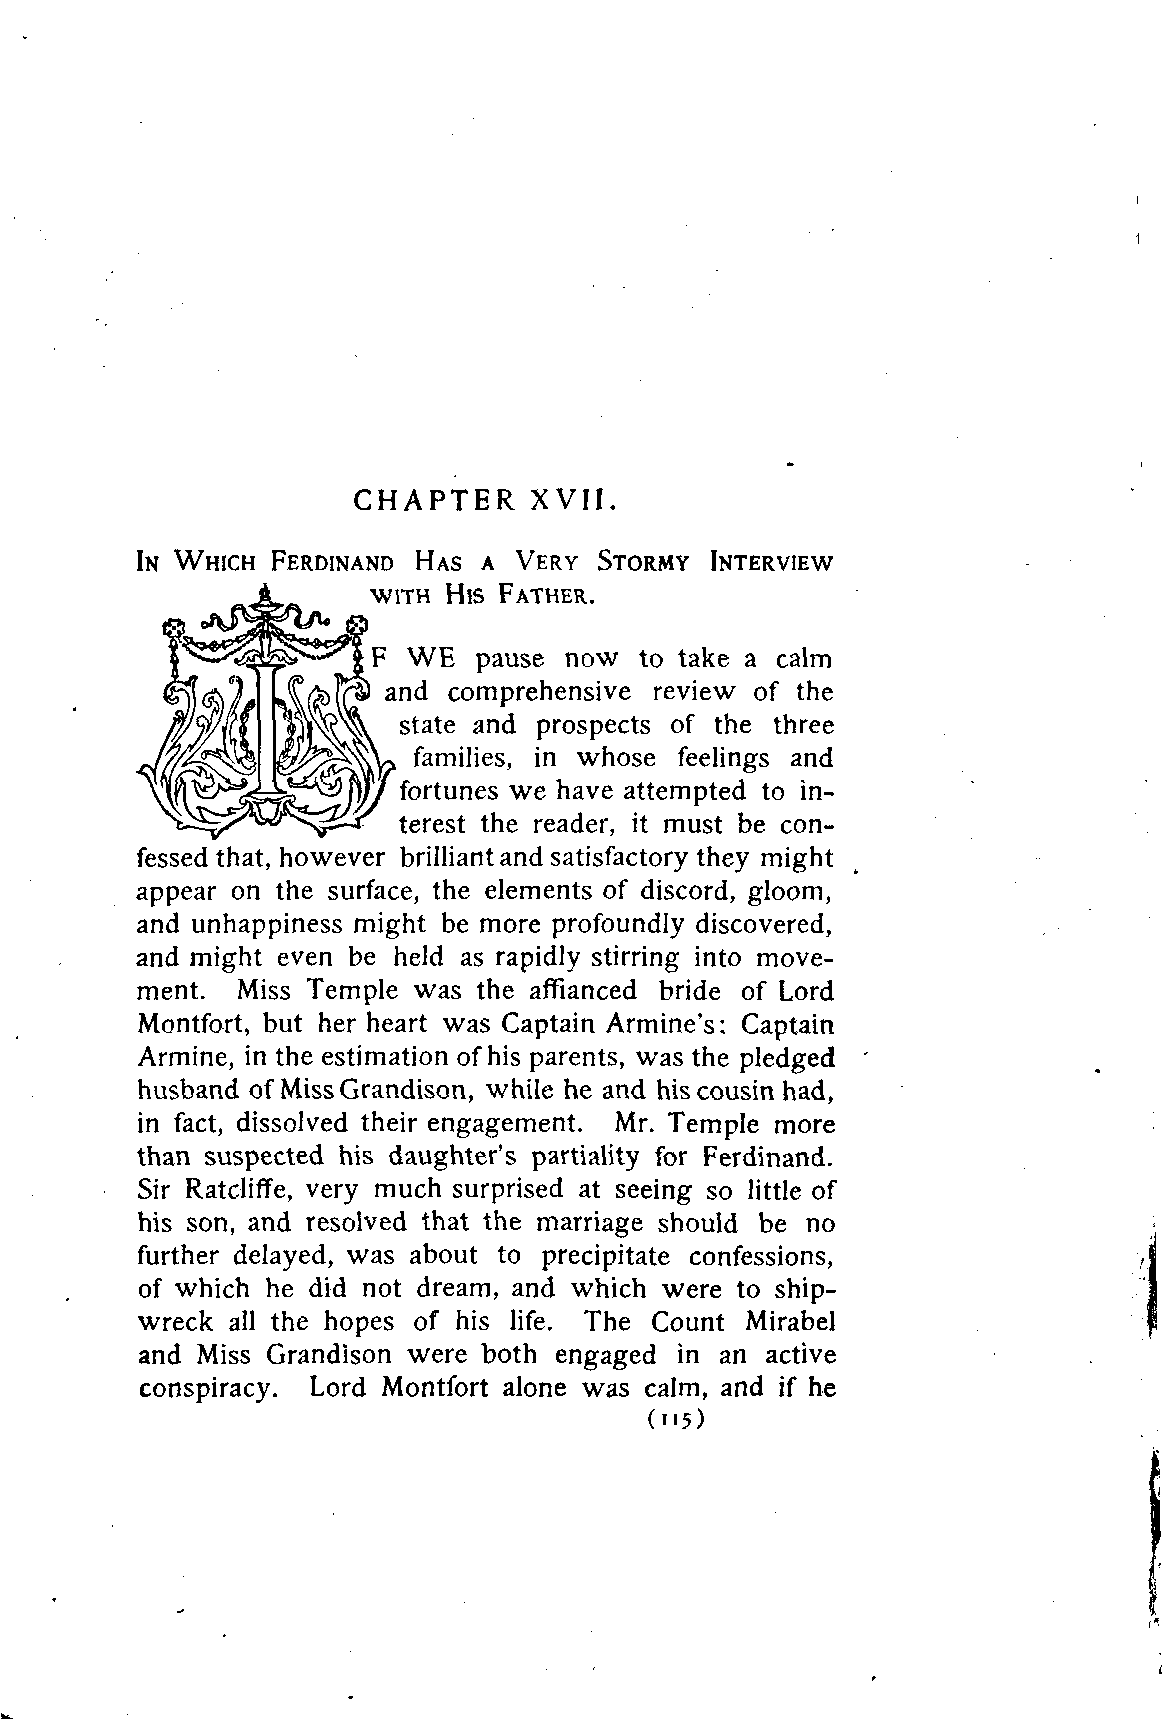 CHAPTER XVII.
IN WHICH FERDINAND HAS A VERY STORMY INTERVIEW
WITH HIS FATHER.
IF WE pause now to take a calm
and comprehensive review of the
state and prospects of the three
families, in whose feelings and
fortunes we have attempted to in-
terest the reader, it must be con-
fessed that, however brilliant and satisfactory they might
appear on the surface, the elements of discord, gloom,
and unhappiness might be more profoundly discovered,
and might even be held as rapidly stirring into move-
ment. Miss Temple was the affianced bride of Lord
Montfort, but her heart was Captain Armine's: Captain
Armine, in the estimation of his parents, was the pledged
husband of Miss Grandison, while he and his cousin had,
in fact, dissolved their engagement. Mr. Temple more
than suspected his daughter's partiality for Ferdinand.
Sir Ratcliffe, very much surprised at seeing so little of
his son, and resolved that the marriage should be no
further delayed, was about to precipitate confessions,
of which he did not dream, and which were to ship-
wreck all the hopes of his life. The Count Mirabel
and Miss Grandison were both engaged in an active
conspiracy. Lord Montfort alone was calm, and if he
(115)